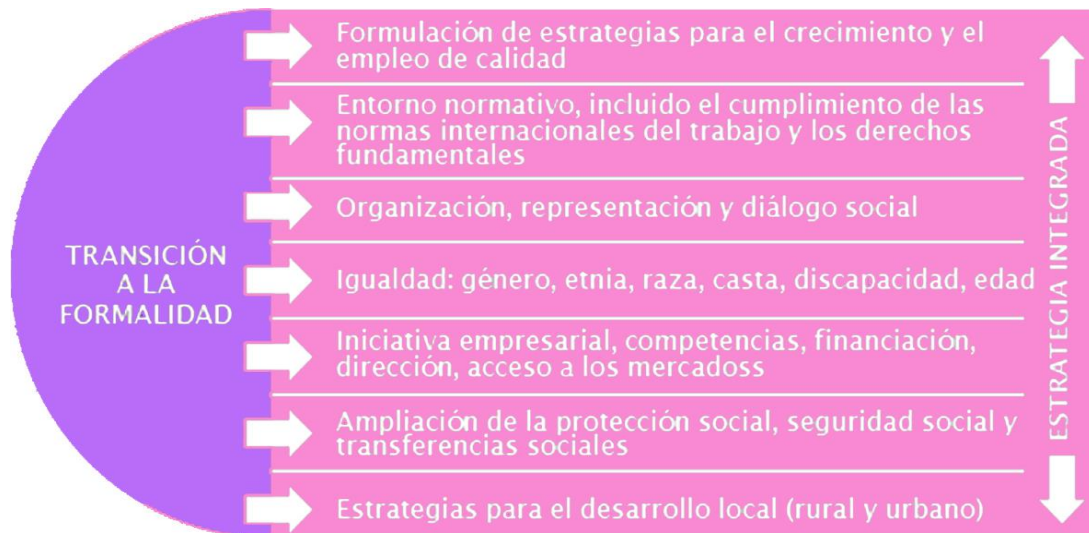 TRANSICIÓN
A LA
FORMALIDAD
Formulación de estrategias para el crecimiento y el
empleo de calidad
Entorno normativo, incluido el cumplimiento de las
normas internacionales del trabajo y los derechos
fundamentales
Organización, representación y diálogo social
Igualdad: género, etnia, raza, casta, discapacidad, edad
Iniciativa empresarial, competencias, financiación,
dirección, acceso a los mercadoss
Ampliación de la protección social, seguridad social y
transferencias sociales
Estrategias para el desarrollo local (rural y urbano)
ESTRATEGIA INTEGRADA